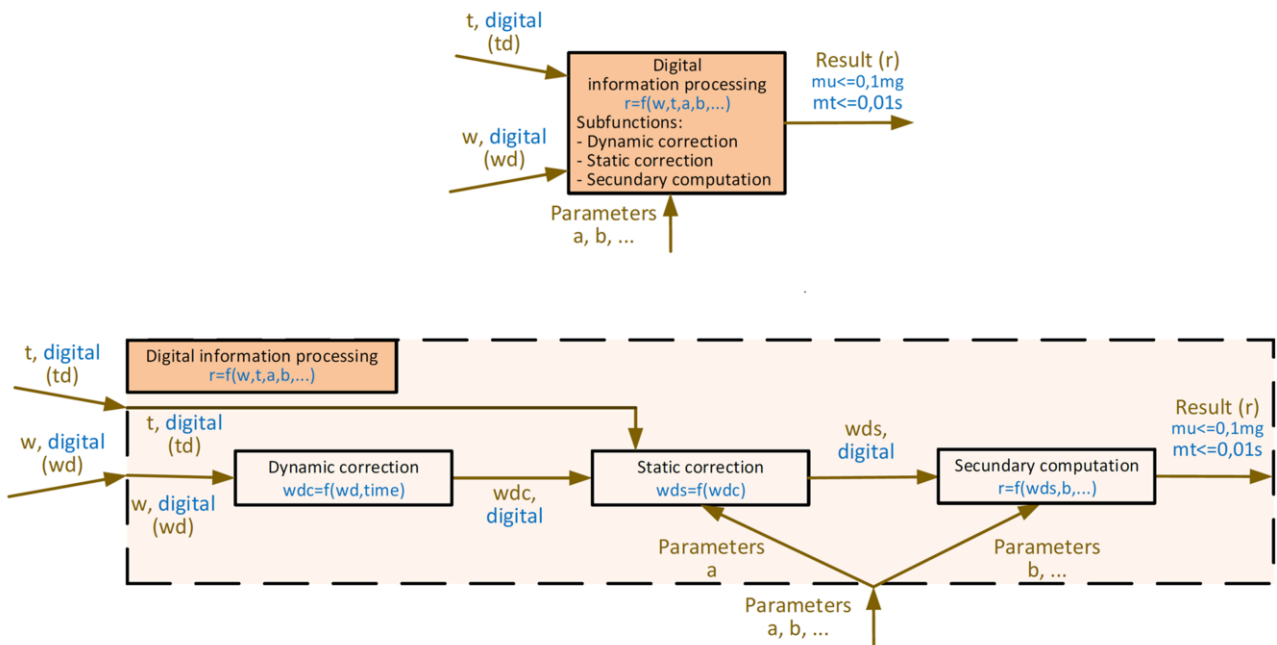 t, digital
(td)
w, digital
(wd)
Digital
information processing
r=f(w,t,a,b,...)
Subfunctions:
- Dynamic correction
- Static correction
- Secundary computation
Result (r)
mu<=0,1mg
mt<=0,01s
Parameters
a, b, ...
Digital information processing
r=f(w,t,a,b,...)
t, digital
(td)
w, digital
(wd)
t, digital
(td)
w, digital
(wd)
Dynamic correction
wdc=f(wd,time)
wdc,
digital
Static correction
wds=f(wdc)
wds,
digital
Secundary computation
r=f(wds,b,...)
Result (r)
mu<=0,1mg
mt<=0,01s
Parameters
a
Parameters
b, ...
Parameters
a, b, ...